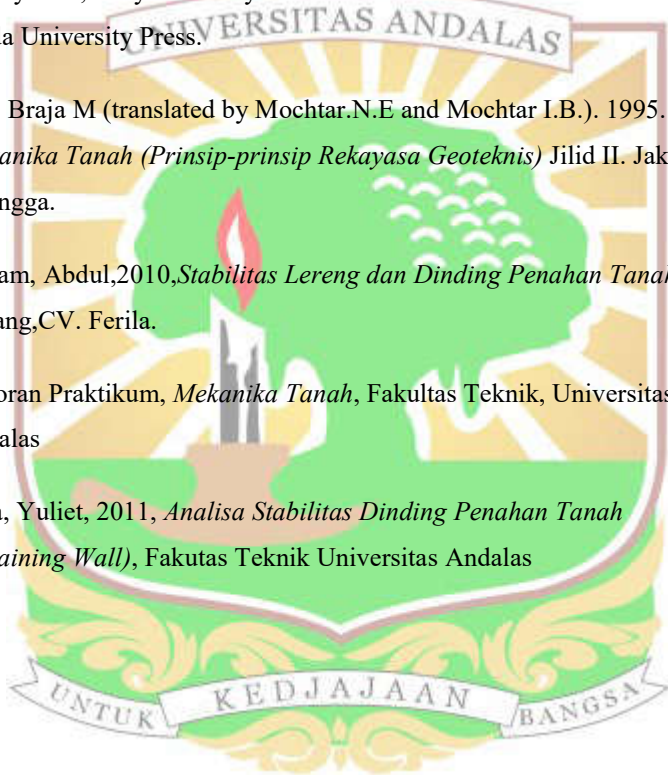 UNIVERSITAS ANDALAS
a University Press.
Braja M (translated by Mochtar.N.E and Mochtar I.B.). 1995.
anika Tanah (Prinsip-prinsip Rekayasa Geoteknis) Jilid II. Jak
ngga.
am, Abdul,2010,Stabilitas Lereng dan Dinding Penahan Tanah
ang,CV. Ferila.
oran Praktikum, Mekanika Tanah, Fakultas Teknik, Universitas
alas
, Yuliet, 2011, Analisa Stabilitas Dinding Penahan Tanah
aining Wall), Fakutas Teknik Universitas Andalas
UNTUK KEDJAJAAN BANGSA